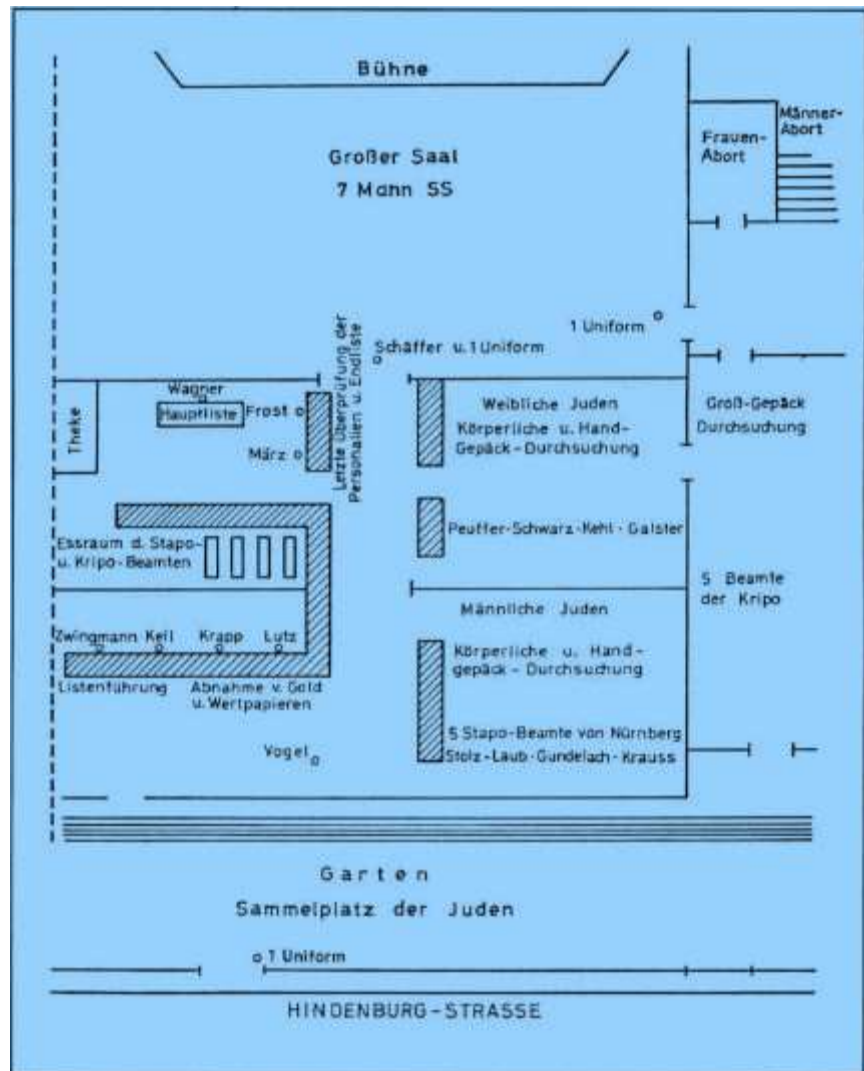 Bühne
Großer Saal
7 Mann SS
Frauen-
Abort
Männer-
Abort
1 Uniform
Schäffer u. 1 Uniform
Letzte Überprüfung der
Personalien u. Endliste
Theke
Wagner
Hauptliste
Frost
März
Weibliche Juden
Körperliche u. Hand-
Gepäck-Durchsuchung
Groß-Gepäck
Durchsuchung
Peuffer-Schwarz-Kehl-Galster
Essraum d. Stapo-
u. Kripo-Beamten
5 Beamte
der Kripo
Männliche Juden
Zwingmann Keil Krapp Lutz
Körperliche u. Hand-
gepäck-Durchsuchung
Listenführung
Abnahme v. Gold
u. Wertpapieren
5 Stapo-Beamte von Nürnberg
Stolz-Laub-Gundelach-Krauss
Vogel
Garten
Sammelplatz der Juden
1 Uniform
HINDENBURG-STRASSE